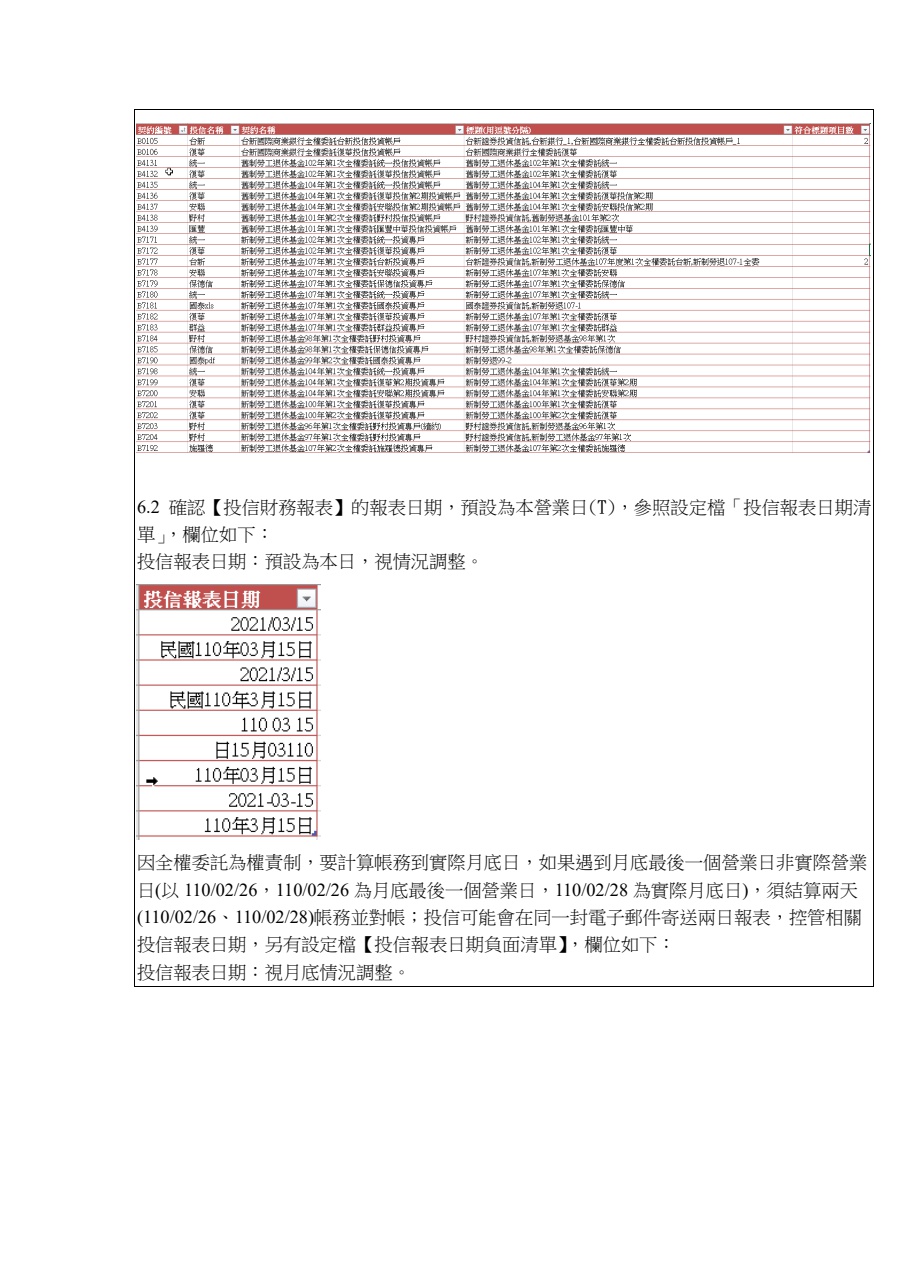 契約編號 投信名稱 契約名稱 標題(用逗號分隔) 符合標題項目數
B0105 台新 台新國際商業銀行全權委託台新投信投資帳戶 台新證券投資信託,台新銀行_1,台新國際商業銀行全權委託台新投信投資帳戶_1 2
B0106 復華 台新國際商業銀行全權委託復華投信投資帳戶 台新國際商業銀行全權委託復華
B4131 統一 舊制勞工退休基金102年第1次全權委託統一投信投資帳戶 舊制勞工退休基金102年第1次全權委託統一
B4132 復華 舊制勞工退休基金102年第1次全權委託復華投信投資帳戶 舊制勞工退休基金102年第1次全權委託復華
B4135 統一 舊制勞工退休基金104年第1次全權委託統一投信投資帳戶 舊制勞工退休基金104年第1次全權委託統一
B4136 復華 舊制勞工退休基金104年第1次全權委託復華投信第2期投資帳戶 舊制勞工退休基金104年第1次全權委託復華投信第2期
B4137 安聯 舊制勞工退休基金104年第1次全權委託安聯投信第2期投資帳戶 舊制勞工退休基金104年第1次全權委託安聯投信第2期
B4138 野村 舊制勞工退休基金101年第2次全權委託野村投信投資帳戶 野村證券投資信託,舊制勞退基金101年第2次
B4139 匯豐 舊制勞工退休基金101年第1次全權委託匯豐中華投信投資帳戶 舊制勞工退休基金101年第1次全權委託匯豐中華
B7171 統一 新制勞工退休基金102年第1次全權委託統一投資專戶 新制勞工退休基金102年第1次全權委託統一
B7172 復華 新制勞工退休基金102年第1次全權委託復華投資專戶 新制勞工退休基金102年第1次全權委託復華
B7177 台新 新制勞工退休基金107年第1次全權委託台新投資專戶 台新證券投資信託,新制勞工退休基金107年度第1次全權委託台新,新制勞退107-1全委 2
B7178 安聯 新制勞工退休基金107年第1次全權委託安聯投資專戶 新制勞工退休基金107年第1次全權委託安聯
B7179 保德信 新制勞工退休基金107年第1次全權委託保德信投資專戶 新制勞工退休基金107年第1次全權委託保德信
B7180 統一 新制勞工退休基金107年第1次全權委託統一投資專戶 新制勞工退休基金107年第1次全權委託統一
B7181 國泰xls 新制勞工退休基金107年第1次全權委託國泰投資專戶 國泰證券投資信託,新制勞退107-1
B7182 復華 新制勞工退休基金107年第1次全權委託復華投資專戶 新制勞工退休基金107年第1次全權委託復華
B7183 群益 新制勞工退休基金107年第1次全權委託群益投資專戶 新制勞工退休基金107年第1次全權委託群益
B7184 野村 新制勞工退休基金98年第1次全權委託野村投資專戶 野村證券投資信託,新制勞退基金98年第1次
B7185 保德信 新制勞工退休基金98年第1次全權委託保德信投資專戶 新制勞工退休基金98年第1次全權委託保德信
B7190 國泰pdf 新制勞工退休基金99年第2次全權委託國泰投資專戶 新制勞退99-2
B7198 統一 新制勞工退休基金104年第1次全權委託統一投資專戶 新制勞工退休基金104年第1次全權委託統一
B7199 復華 新制勞工退休基金104年第1次全權委託復華第2期投資專戶 新制勞工退休基金104年第1次全權委託復華第2期
B7200 安聯 新制勞工退休基金104年第1次全權委託安聯第2期投資專戶 新制勞工退休基金104年第1次全權委託安聯第2期
B7201 復華 新制勞工退休基金100年第1次全權委託復華投資專戶 新制勞工退休基金100年第1次全權委託復華
B7202 復華 新制勞工退休基金100年第2次全權委託復華投資專戶 新制勞工退休基金100年第2次全權委託復華
B7203 野村 新制勞工退休基金96年第1次全權委託野村投資專戶(續約) 野村證券投資信託,新制勞退基金96年第1次
B7204 野村 新制勞工退休基金97年第1次全權委託野村投資專戶 野村證券投資信託,新制勞工退休基金97年第1次
B7192 施羅德 新制勞工退休基金107年第2次全權委託施羅德投資專戶 新制勞工退休基金107年第2次全權委託施羅德
6.2 確認【投信財務報表】的報表日期，預設為本營業日(T)，參照設定檔「投信報表日期清
單」，欄位如下：
投信報表日期：預設為本日，視情況調整。
投信報表日期
2021/03/15
民國110年03月15日
2021/3/15
民國110年3月15日
110 03 15
日15月03110
110年03月15日
2021-03-15
110年3月15日
因全權委託為權責制，要計算帳務到實際月底日，如果遇到月底最後一個營業日非實際營業
日(以 110/02/26，110/02/26 為月底最後一個營業日，110/02/28 為實際月底日)，須結算兩天
(110/02/26、110/02/28)帳務並對帳；投信可能會在同一封電子郵件寄送兩日報表，控管相關
投信報表日期，另有設定檔【投信報表日期負面清單】，欄位如下：
投信報表日期：視月底情況調整。